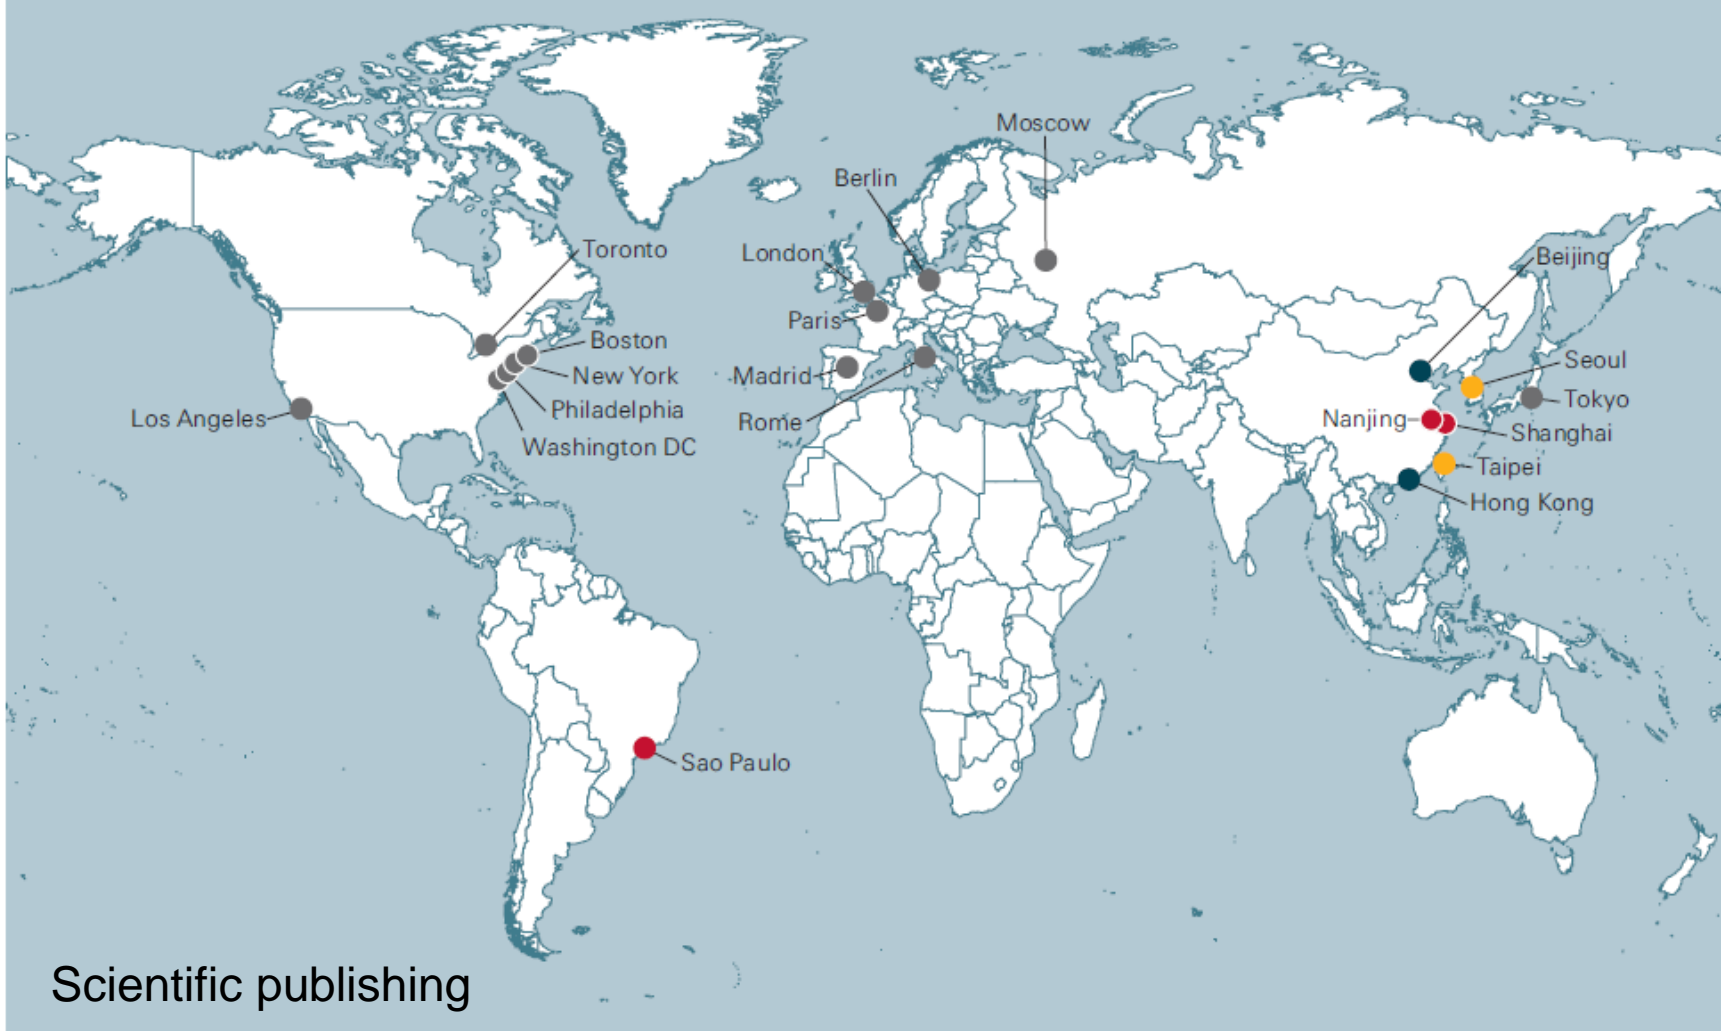 Moscow
Berlin
Toronto
London
Beijing
Paris
Boston
Seoul
New York
Madrid
Tokyo
Philadelphia
Los Angeles
Rome
Nanjing
Shanghai
Washington DC
Taipei
Hong Kong
Sao Paulo
Scientific publishing